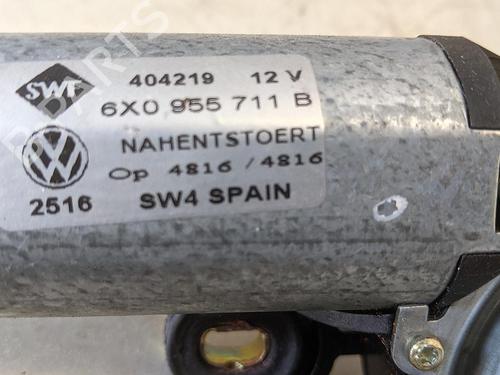 SWF
404219 12 V
6X0 955 711 B
NAHENTSTOERT
Op 4816 / 4816
2516 SW4 SPAIN